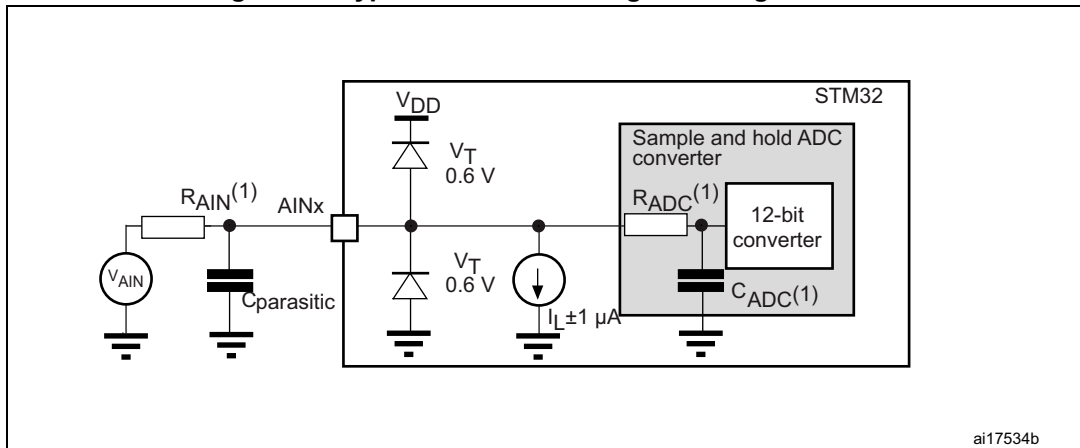 STM32
VDD
VT
0.6 V
Sample and hold ADC
converter
RAIN(1)
AINx
RADC(1)
12-bit
converter
VAIN
Cparasitic
VT
0.6 V
IL±1 µA
CADC(1)
ai17534b